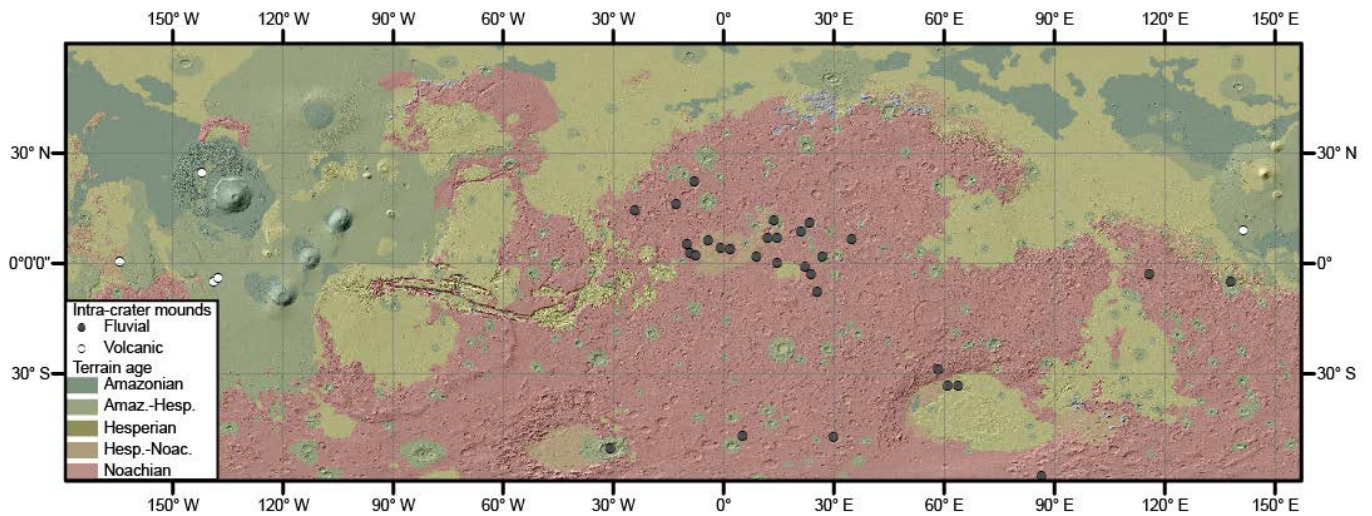 150° W 120° W 90° W 60° W 30° W 0° 30° E 60° E 90° E 120° E 150° E
30° N 30° N
0°0'0" 0°
Intra-crater mounds
Fluvial
Volcanic
Terrain age
30° S 30° S
Amazonian
Amaz.-Hesp.
Hesperian
Hesp.-Noac.
Noachian
150° W 120° W 90° W 60° W 30° W 0° 30° E 60° E 90° E 120° E 150° E